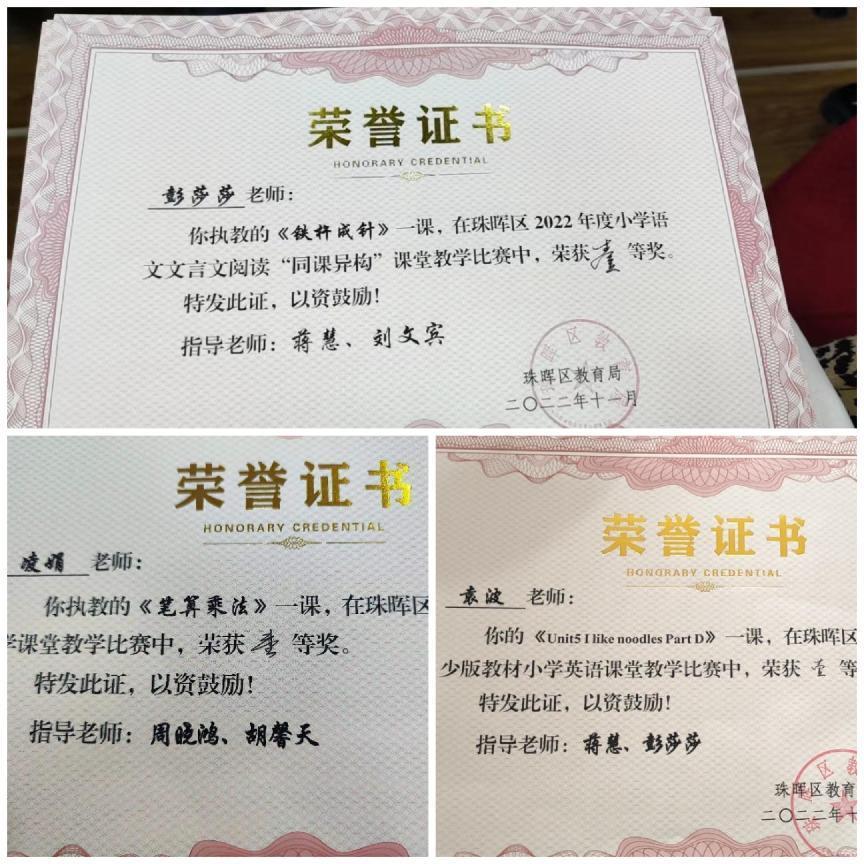 荣誉证书
HONORARY CREDENTIAL
彭莎莎 老师：
你执教的《铁杵成针》一课，在珠晖区 2022 年度小学语
文文言文阅读“同课异构”课堂教学比赛中，荣获壹等奖。
特发此证，以资鼓励！
指导老师：蒋慧、刘文宾
珠晖区教育局
二〇二二年十一月
荣誉证书
HONORARY CREDENTIAL
凌娟 老师：
你执教的《笔算乘法》一课，在珠晖区
学课堂教学比赛中，荣获壹等奖。
特发此证，以资鼓励！
指导老师：周晓鸿、胡馨天
荣誉证书
HONORARY CREDENTIAL
袁波 老师：
你的《Unit5 I like noodles Part D》一课，在珠晖区
少版教材小学英语课堂教学比赛中，荣获壹等
特发此证，以资鼓励！
指导老师：蒋慧、彭莎莎
珠晖区教育
二〇二二年十